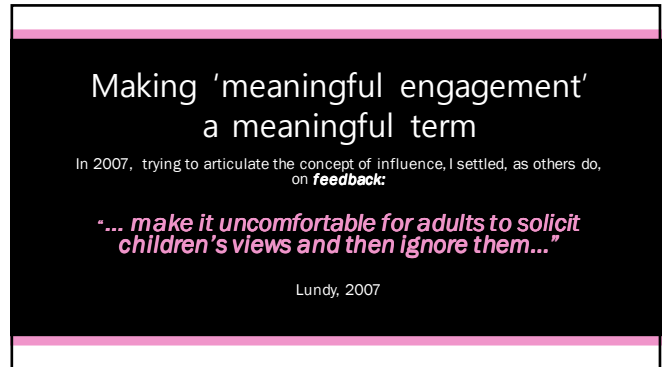 Making ‘meaningful engagement’
a meaningful term
In 2007, trying to articulate the concept of influence, I settled, as others do,
on feedback:
“... make it uncomfortable for adults to solicit
children’s views and then ignore them...”
Lundy, 2007